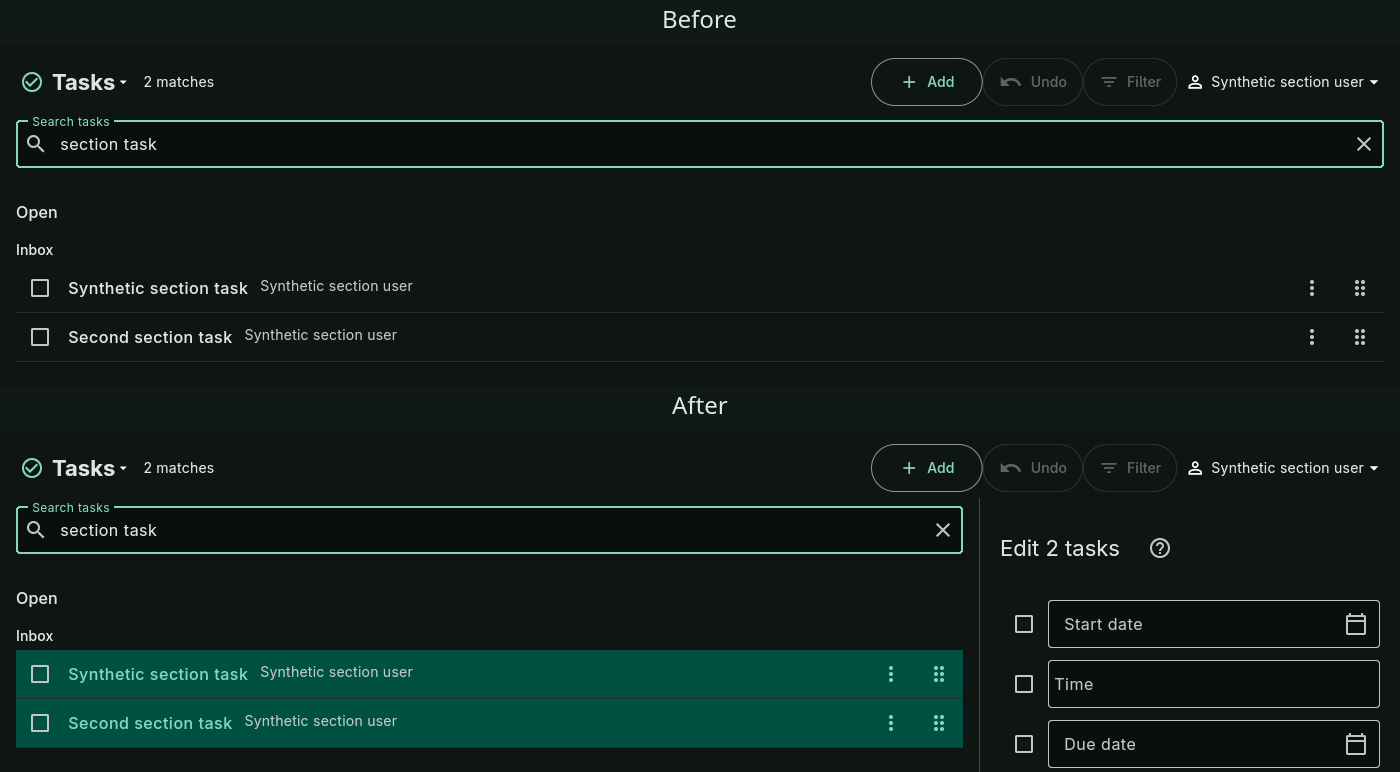 Before
Tasks 2 matches Add Undo Filter Synthetic section user
Search tasks
section task
Open
Inbox
Synthetic section task Synthetic section user
Second section task Synthetic section user
After
Tasks 2 matches Add Undo Filter Synthetic section user
Search tasks
section task
Open
Inbox
Synthetic section task Synthetic section user
Second section task Synthetic section user
Edit 2 tasks
Start date
Time
Due date